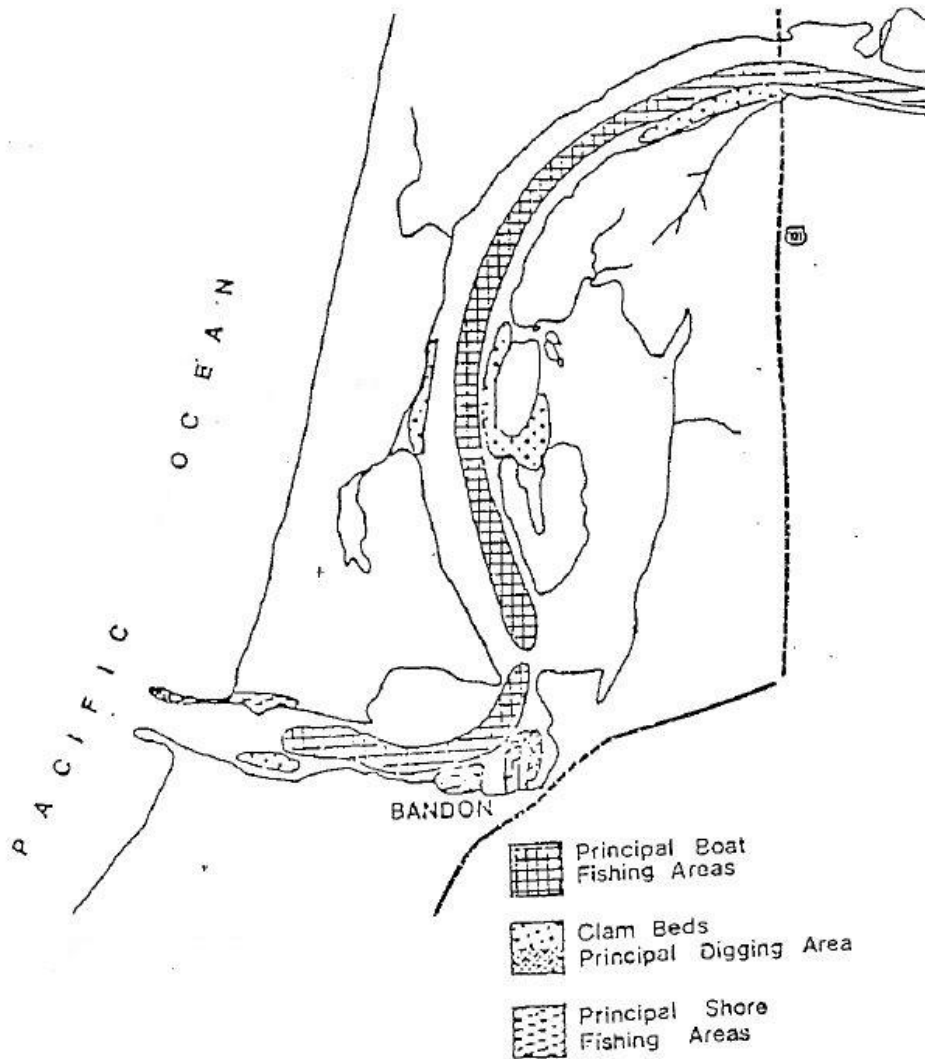 PACIFIC OCEAN
101
BANDON
Principal Boat
Fishing Areas
Clam Beds
Principal Digging Area
Principal Shore
Fishing Areas